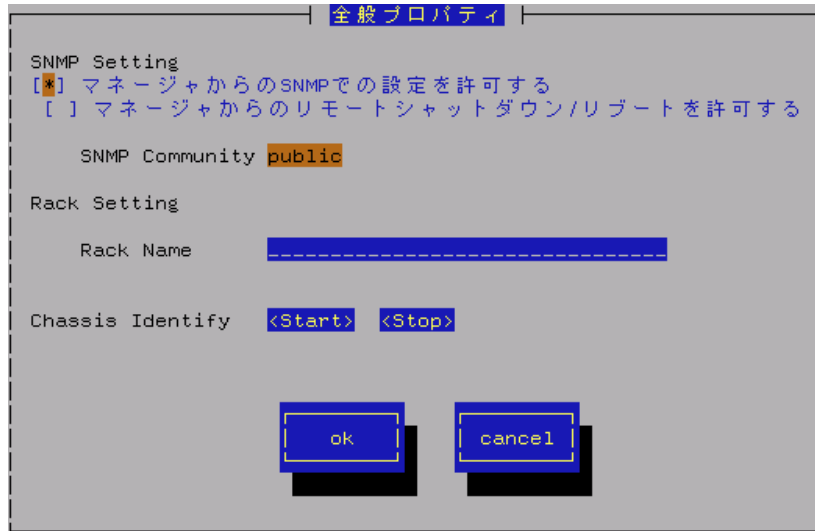 全般プロパティ
SNMP Setting
[*] マネージャからのSNMPでの設定を許可する
[ ] マネージャからのリモートシャットダウン/リブートを許可する
SNMP Community public
Rack Setting
Rack Name ________________________________
Chassis Identify <Start> <Stop>
ok cancel